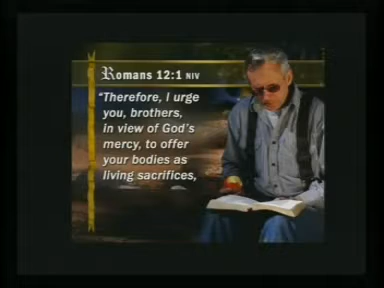 Romans 12:1 NIV
“Therefore, I urge
you, brothers,
in view of God’s
mercy, to offer
your bodies as
living sacrifices,